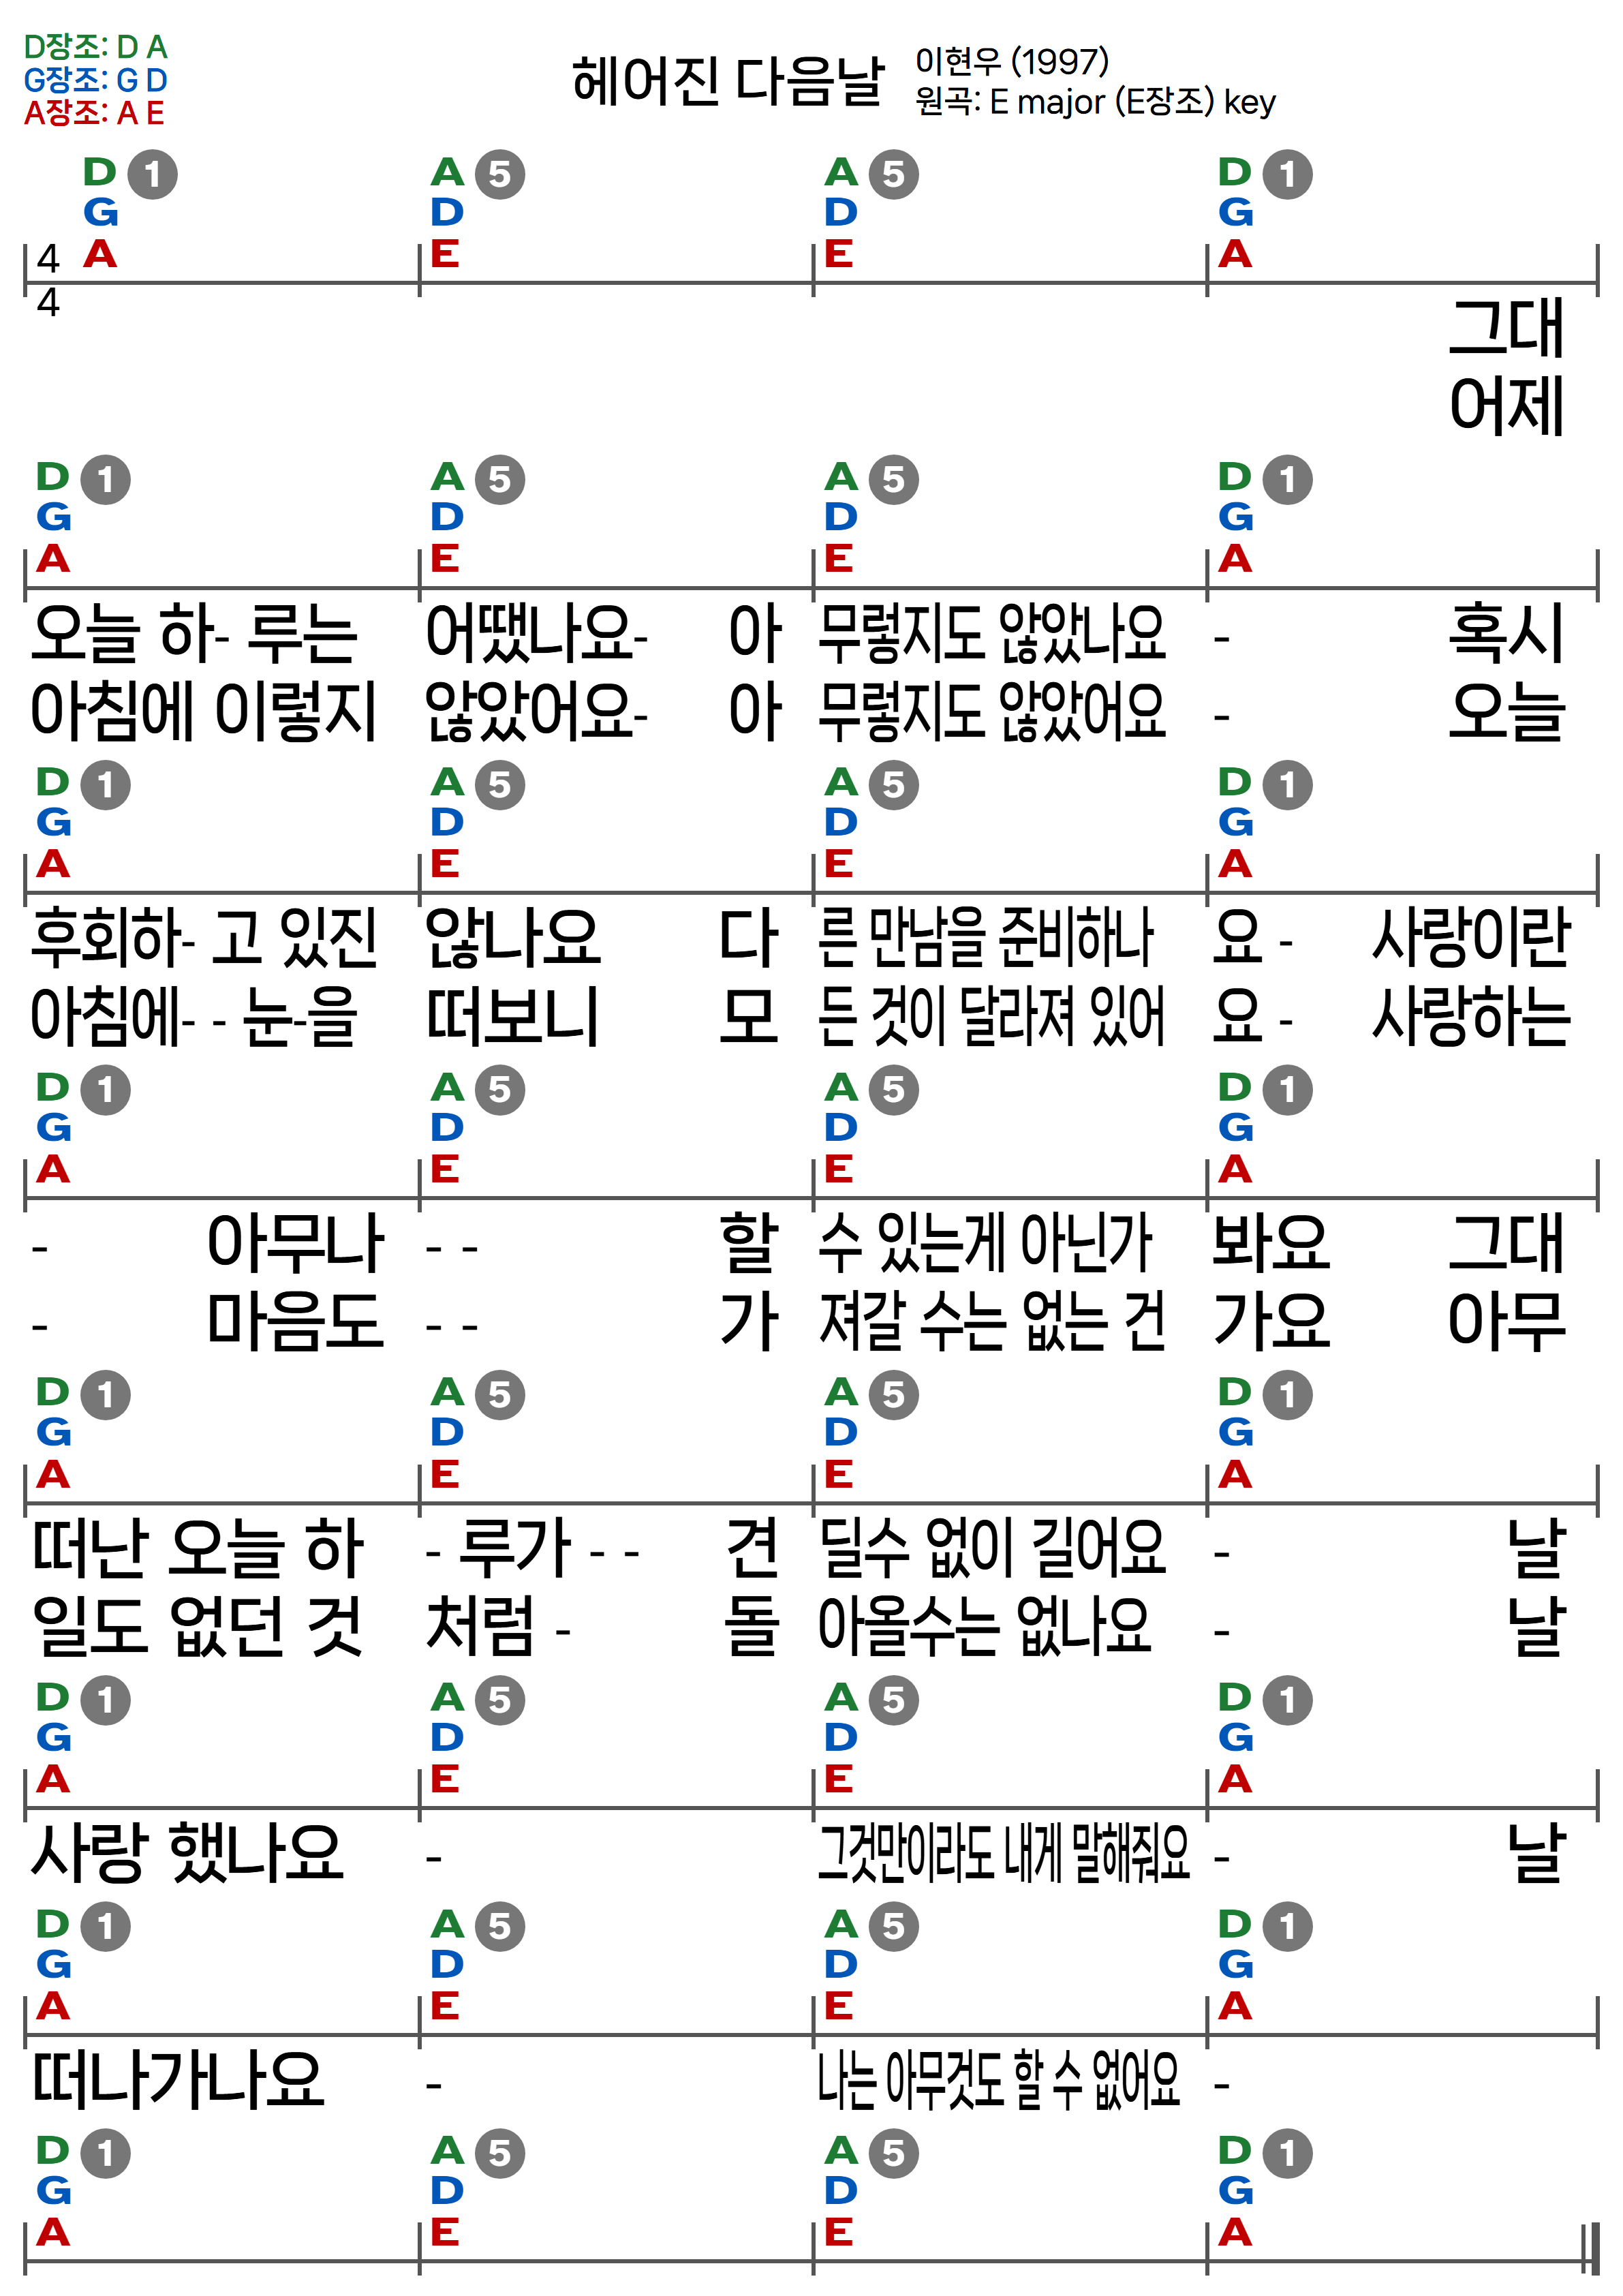 D장조: D A
G장조: G D
A장조: A E
헤어진 다음날
이현우 (1997)
원곡: E major (E장조) key
D 1 A 5 A 5 D 1
G D D G
A E E A
4
4
그대
어제
D 1 A 5 A 5 D 1
G D D G
A E E A
오늘 하- 루는 어땠나요- 아 무렇지도 않았나요 - 혹시
아침에 이렇지 않았어요- 아 무렇지도 않았어요 - 오늘
D 1 A 5 A 5 D 1
G D D G
A E E A
후회하- 고 있진 않나요 다 른 만남을 준비하나 요 - 사랑이란
아침에- - 눈-을 떠보니 모 든 것이 달라져 있어 요 - 사랑하는
D 1 A 5 A 5 D 1
G D D G
A E E A
- 아무나 - - 할 수 있는게 아닌가 봐요 그대
- 마음도 - - 가 져갈 수는 없는 건 가요 아무
D 1 A 5 A 5 D 1
G D D G
A E E A
떠난 오늘 하 - 루가 - - 견 딜수 없이 길어요 - 날
일도 없던 것 처럼 - 돌 아올수는 없나요 - 날
D 1 A 5 A 5 D 1
G D D G
A E E A
사랑 했나요 - 그것만이라도 내게 말해줘요 - 날
D 1 A 5 A 5 D 1
G D D G
A E E A
떠나가나요 - 나는 아무것도 할 수 없어요 -
D 1 A 5 A 5 D 1
G D D G
A E E A